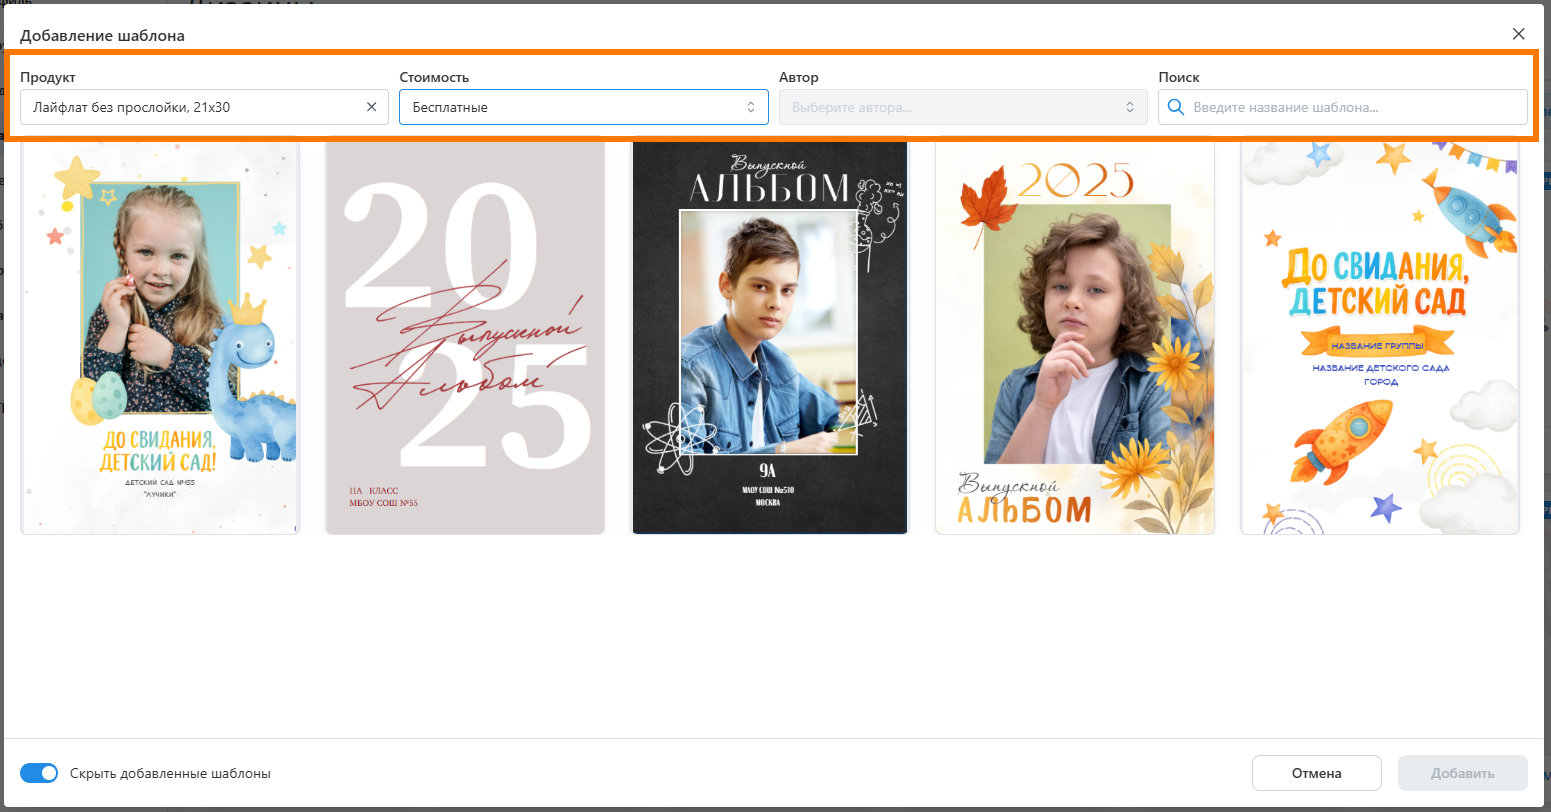 Добавление шаблона
Продукт
Стоимость
Автор
Поиск
Лайфлат без прослойки, 21x30
Бесплатные
Выберите автора...
Введите название шаблона...
ДО СВИДАНИЯ,
ДЕТСКИЙ САД!
ДЕТСКИЙ САД №155
"ЛУЧИКИ"
20
25
Выпускной
Альбом
11А КЛАСС
МБОУ СОШ №55
Выпускной
АЛЬБОМ
9А
МАОУ СОШ №510
МОСКВА
2025
Выпускной
АЛЬБОМ
ДО СВИДАНИЯ,
ДЕТСКИЙ САД
НАЗВАНИЕ ГРУППЫ
НАЗВАНИЕ ДЕТСКОГО САДА
ГОРОД
Скрыть добавленные шаблоны
Отмена
Добавить